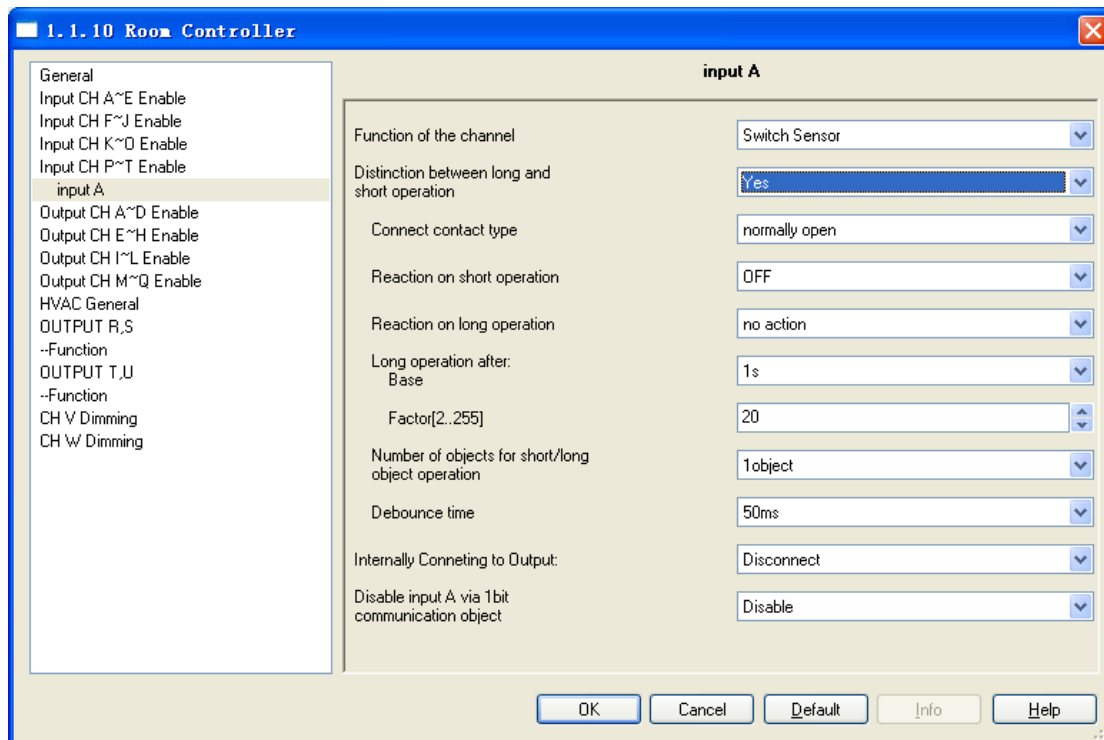 1.1.10 Room Controller
General
Input CH A~E Enable
Input CH F~J Enable
Input CH K~O Enable
Input CH P~T Enable
input A
Output CH A~D Enable
Output CH E~H Enable
Output CH I~L Enable
Output CH M~Q Enable
HVAC General
OUTPUT R,S
--Function
OUTPUT T,U
--Function
CH V Dimming
CH W Dimming
input A
Function of the channel
Switch Sensor
Distinction between long and
short operation
Yes
Connect contact type
normally open
Reaction on short operation
OFF
Reaction on long operation
no action
Long operation after:
Base
1s
Factor[2..255]
20
Number of objects for short/long
object operation
1object
Debounce time
50ms
Internally Conneting to Output:
Disconnect
Disable input A via 1bit
communication object
Disable
OK
Cancel
Default
Info
Help